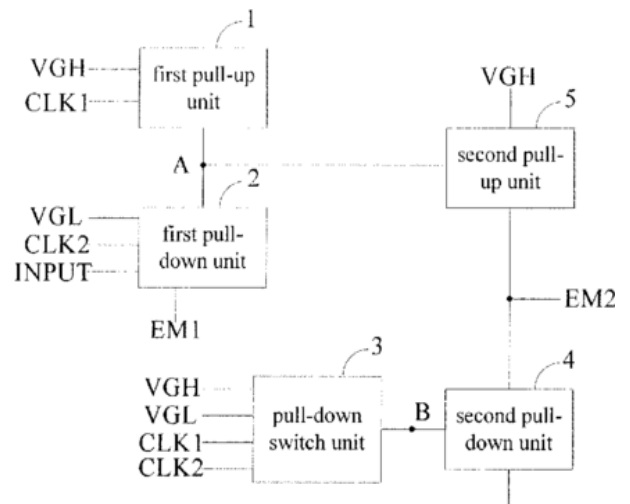 1
VGH
CLK1
first pull-up
unit
VGH
5
A
second pull-
up unit
2
VGL
CLK2
INPUT
first pull-
down unit
EM1
EM2
3
4
VGH
VGL
CLK1
CLK2
pull-down
switch unit
B
second pull-
down unit